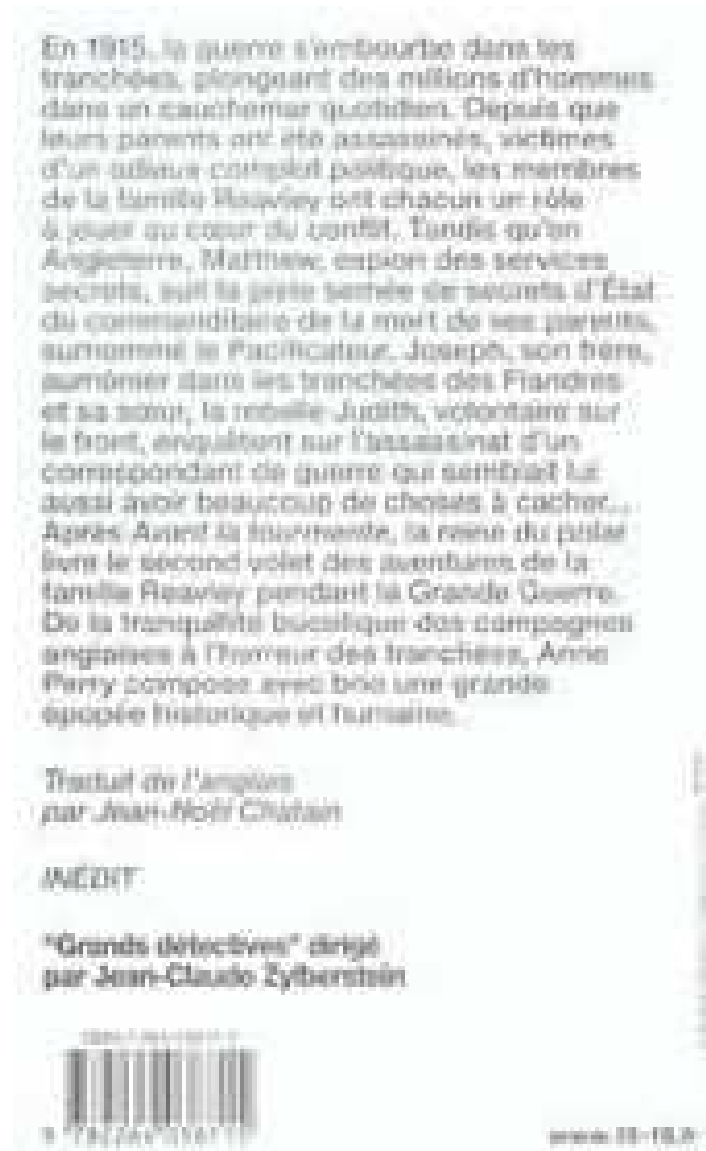 En 1915, la guerre s'embourbe dans les
tranchées, plongeant des millions d'hommes
dans un cauchemar quotidien. Depuis que
leurs parents ont été assassinés, victimes
d'un odieux complot politique, les membres
de la famille Reavley ont chacun un rôle
à jouer au cœur du conflit. Tandis qu'en
Angleterre, Matthew, espion des services
secrets, suit la piste semée de secrets d'État
du commanditaire de la mort de ses parents,
surnommé le Pacificateur, Joseph, son frère,
aumônier dans les tranchées des Flandres
et sa sœur, la rebelle Judith, volontaire sur
le front, enquêtent sur l'assassinat d'un
correspondant de guerre qui semblait lui
aussi avoir beaucoup de choses à cacher...
Après Avant la tourmente, la reine du polar
livre le second volet des aventures de la
famille Reavley pendant la Grande Guerre.
De la tranquillité bucolique des campagnes
anglaises à l'horreur des tranchées, Anne
Perry compose avec brio une grande
épopée historique et humaine.
Traduit de l'anglais
par Jean-Noël Chatain
INÉDIT
"Grands détectives" dirigé
par Jean-Claude Zylberstein
www.10-18.fr